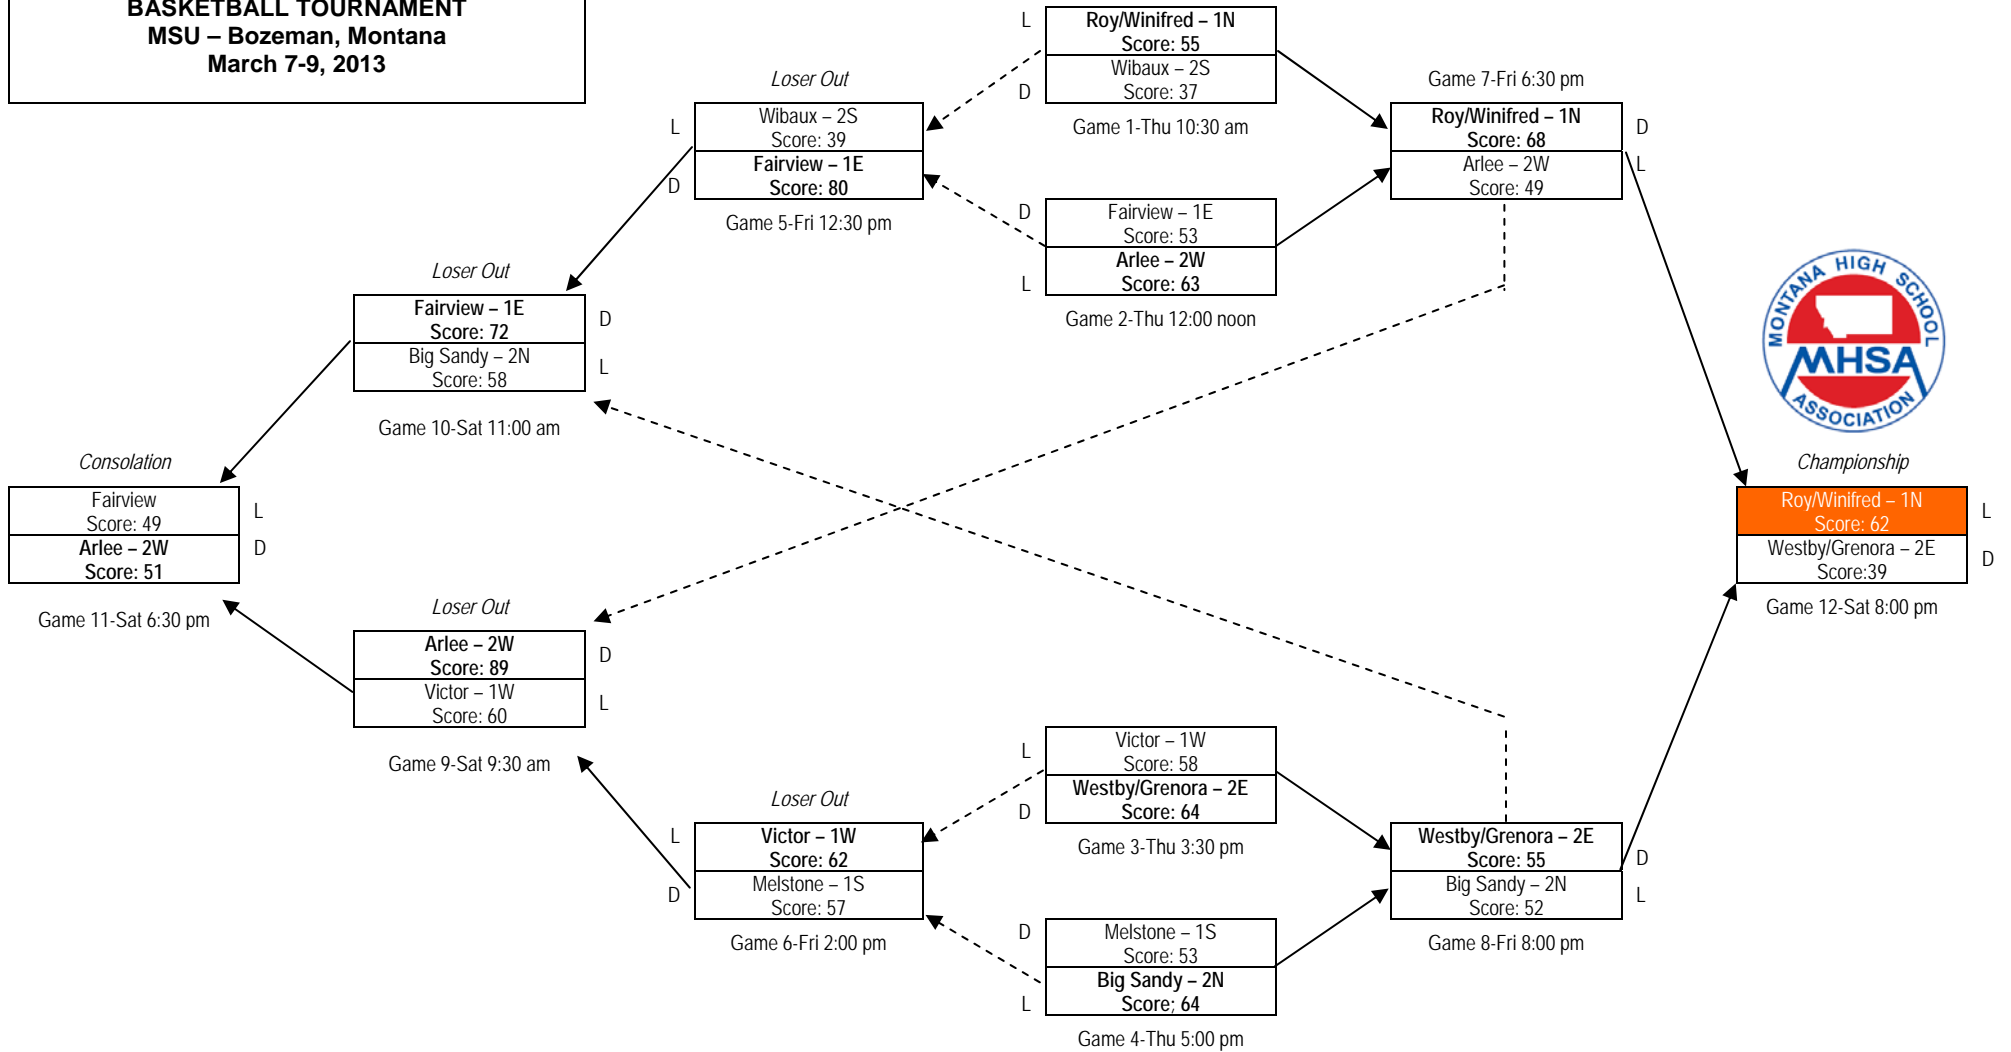 BASKETBALL TOURNAMENT
MSU – Bozeman, Montana
March 7-9, 2013
L
Roy/Winifred – 1N
Score: 55
Wibaux – 2S
Score: 37
D
Game 1-Thu 10:30 am
Loser Out
L
Wibaux – 2S
Score: 39
Fairview – 1E
Score: 80
D
Game 5-Fri 12:30 pm
Game 7-Fri 6:30 pm
Roy/Winifred – 1N
Score: 68
D
Arlee – 2W
Score: 49
L
D
Fairview – 1E
Score: 53
Arlee – 2W
Score: 63
L
Game 2-Thu 12:00 noon
Loser Out
Fairview – 1E
Score: 72
D
Big Sandy – 2N
Score: 58
L
Game 10-Sat 11:00 am
MONTANA HIGH SCHOOL
MHSA
ASSOCIATION
Consolation
Fairview
Score: 49
L
Arlee – 2W
Score: 51
D
Game 11-Sat 6:30 pm
Championship
Roy/Winifred – 1N
Score: 62
L
Westby/Grenora – 2E
Score:39
D
Game 12-Sat 8:00 pm
Loser Out
Arlee – 2W
Score: 89
D
Victor – 1W
Score: 60
L
Game 9-Sat 9:30 am
L
Victor – 1W
Score: 58
Westby/Grenora – 2E
Score: 64
D
Game 3-Thu 3:30 pm
Loser Out
L
Victor – 1W
Score: 62
Melstone – 1S
Score: 57
D
Game 6-Fri 2:00 pm
Westby/Grenora – 2E
Score: 55
D
Big Sandy – 2N
Score: 52
L
Game 8-Fri 8:00 pm
D
Melstone – 1S
Score: 53
Big Sandy – 2N
Score; 64
L
Game 4-Thu 5:00 pm